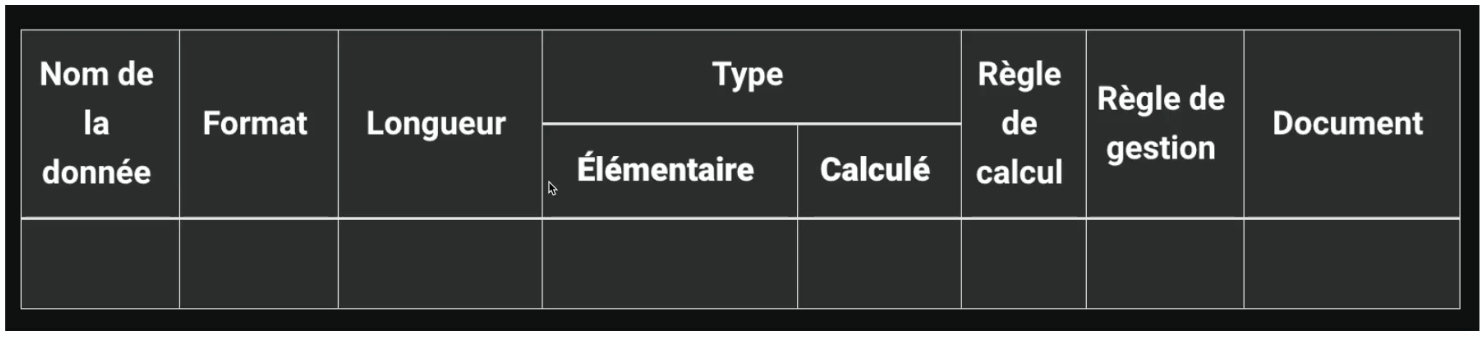 Nom de
la
donnée
Format
Longueur
Type
Élémentaire
Calculé
Règle
de
calcul
Règle de
gestion
Document